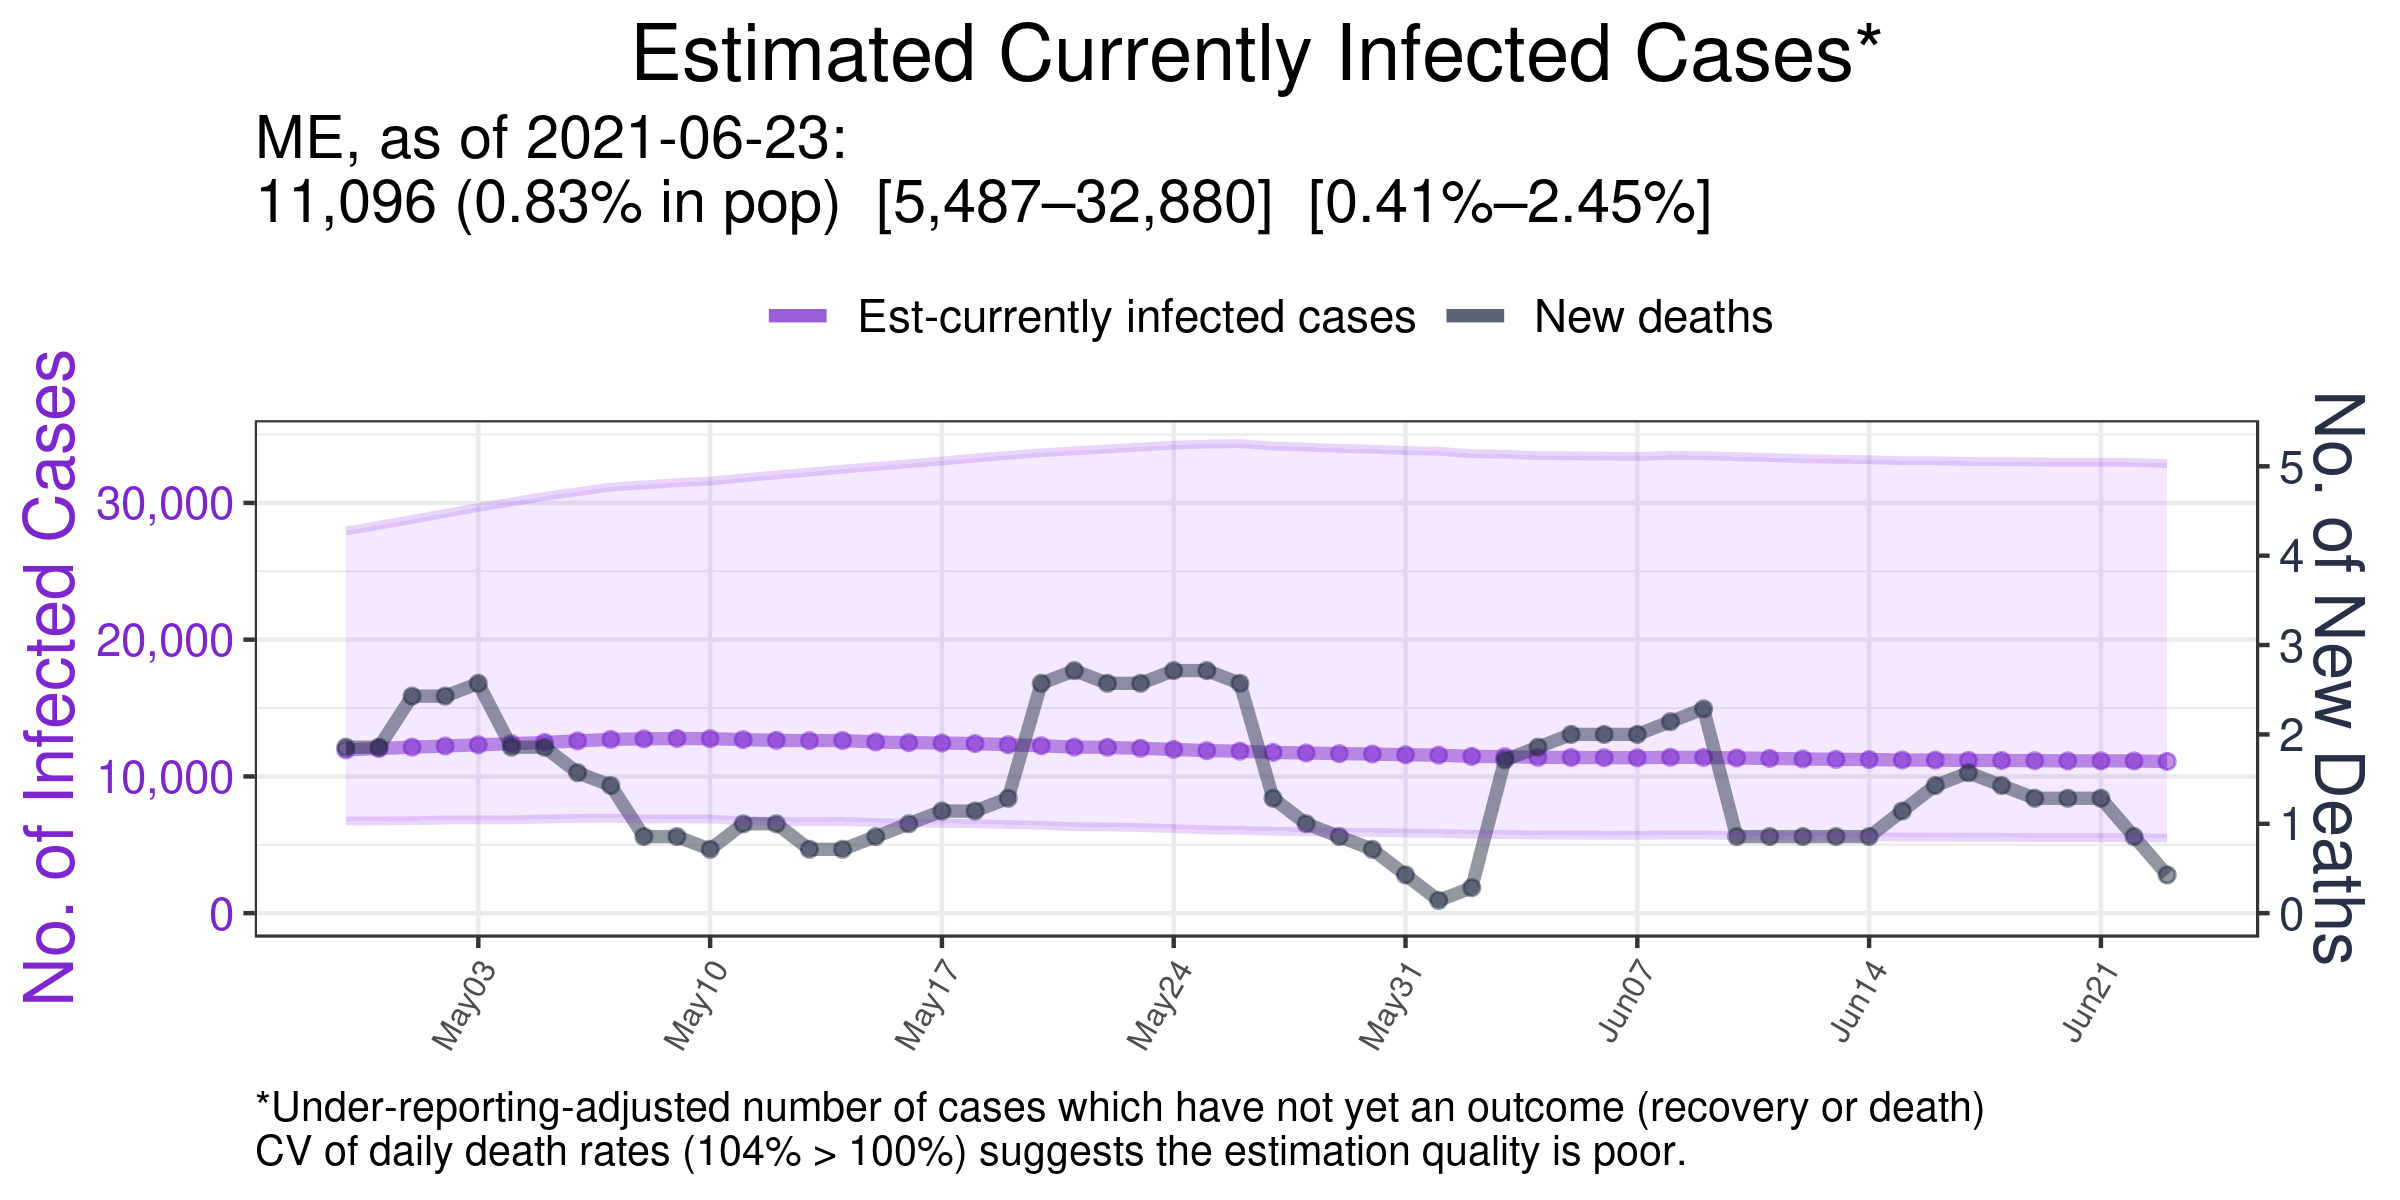 Estimated Currently Infected Cases*
ME, as of 2021-06-23:
11,096 (0.83% in pop)  [5,487–32,880]  [0.41%–2.45%]
Est-currently infected cases
New deaths
No. of Infected Cases
30,000
20,000
10,000
0
5
4
3
2
1
0
No. of New Deaths
May03
May10
May17
May24
May31
Jun07
Jun14
Jun21
*Under-reporting-adjusted number of cases which have not yet an outcome (recovery or death)
CV of daily death rates (104% > 100%) suggests the estimation quality is poor.